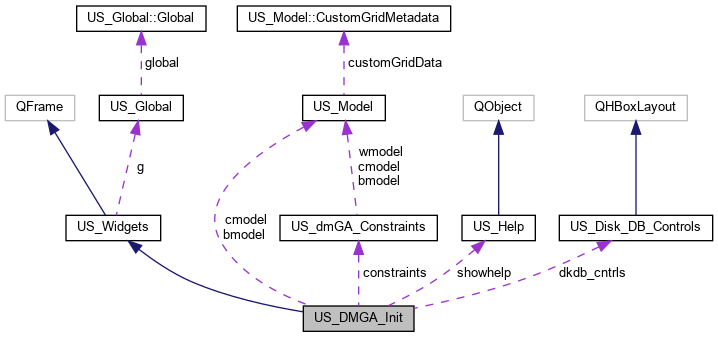 US_Global::Global
US_Model::CustomGridMetadata
global
customGridData
QFrame
US_Global
US_Model
QObject
QHBoxLayout
g
wmodel
cmodel
bmodel
cmodel
bmodel
US_Widgets
US_dmGA_Constraints
US_Help
US_Disk_DB_Controls
constraints
showhelp
dkdb_cntrls
US_DMGA_Init